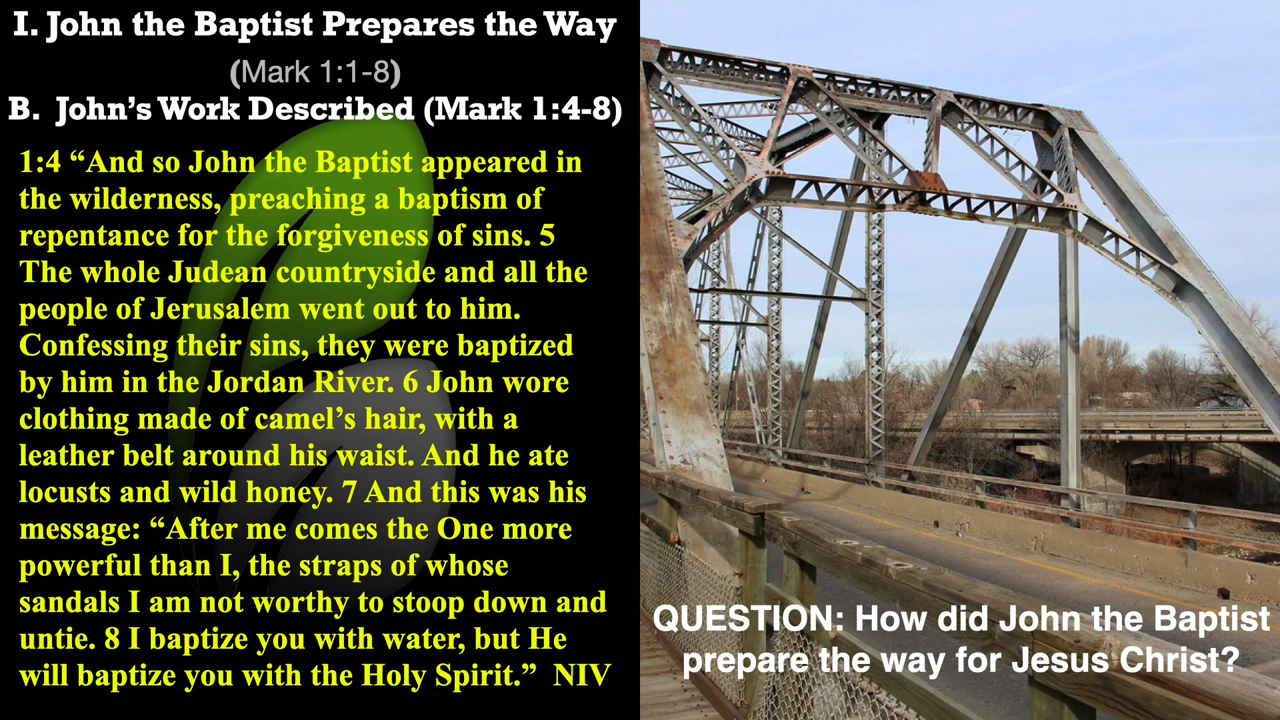 I. John the Baptist Prepares the Way
(Mark 1:1-8)
B.  John’s Work Described (Mark 1:4-8)
1:4 “And so John the Baptist appeared in
the wilderness, preaching a baptism of
repentance for the forgiveness of sins. 5
The whole Judean countryside and all the
people of Jerusalem went out to him.
Confessing their sins, they were baptized
by him in the Jordan River. 6 John wore
clothing made of camel’s hair, with a
leather belt around his waist. And he ate
locusts and wild honey. 7 And this was his
message: “After me comes the One more
powerful than I, the straps of whose
sandals I am not worthy to stoop down and
untie. 8 I baptize you with water, but He
will baptize you with the Holy Spirit.”  NIV
QUESTION: How did John the Baptist
prepare the way for Jesus Christ?